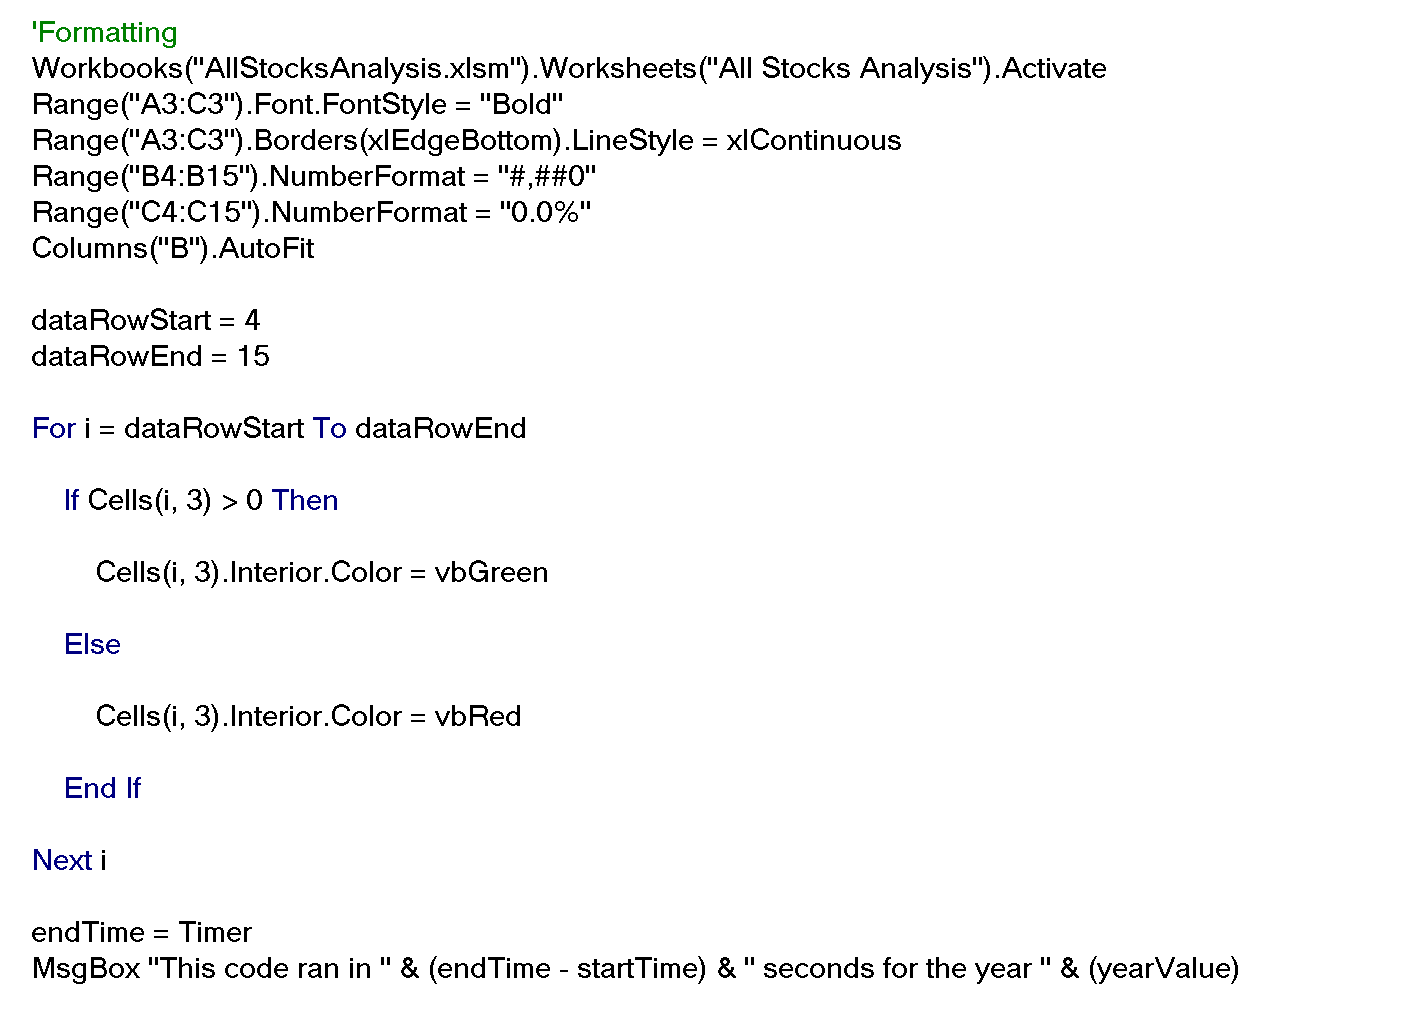 'Formatting
Workbooks("AllStocksAnalysis.xlsm").Worksheets("All Stocks Analysis").Activate
Range("A3:C3").Font.FontStyle = "Bold"
Range("A3:C3").Borders(xlEdgeBottom).LineStyle = xlContinuous
Range("B4:B15").NumberFormat = "#,##0"
Range("C4:C15").NumberFormat = "0.0%"
Columns("B").AutoFit
dataRowStart = 4
dataRowEnd = 15
For i = dataRowStart To dataRowEnd
If Cells(i, 3) > 0 Then
Cells(i, 3).Interior.Color = vbGreen
Else
Cells(i, 3).Interior.Color = vbRed
End If
Next i
endTime = Timer
MsgBox "This code ran in " & (endTime - startTime) & " seconds for the year " & (yearValue)